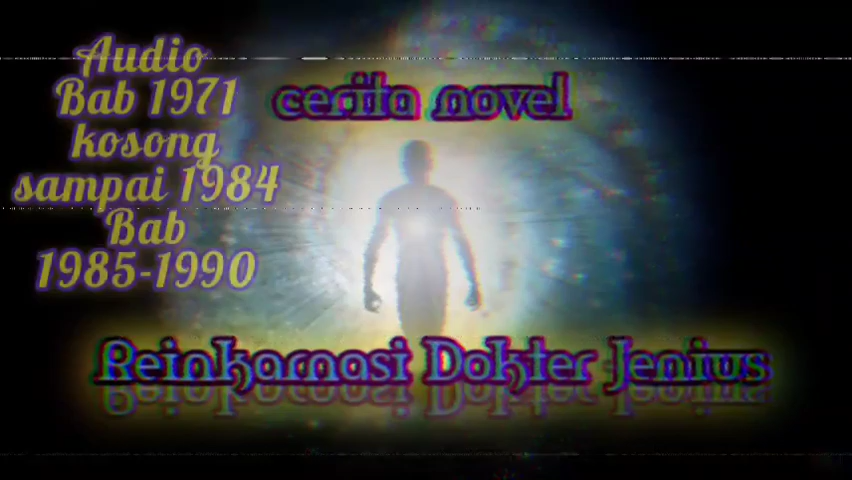 Audio
Bab 1971
kosong
sampai 1984
Bab
1985-1990
cerita novel
Reinkarnasi Dokter Jenius